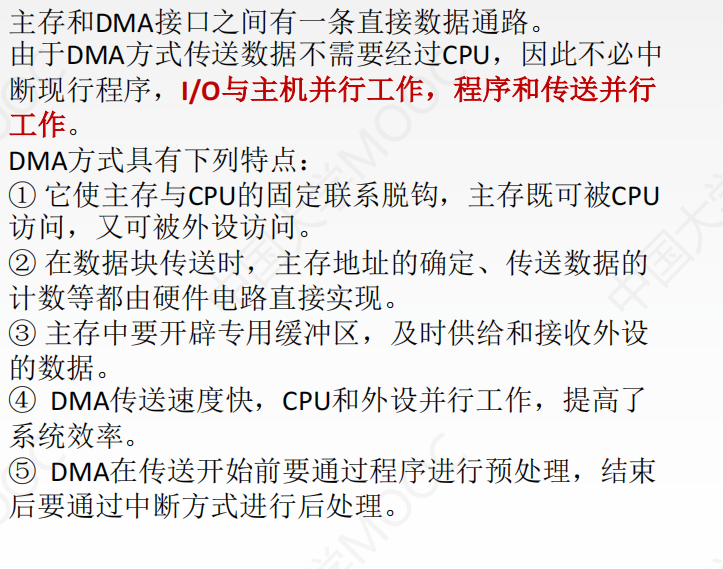 主存和DMA接口之间有一条直接数据通路。
由于DMA方式传送数据不需要经过CPU，因此不必中
断现行程序，I/O与主机并行工作，程序和传送并行
工作。
DMA方式具有下列特点：
① 它使主存与CPU的固定联系脱钩，主存既可被CPU
访问，又可被外设访问。
② 在数据块传送时，主存地址的确定、传送数据的
计数等都由硬件电路直接实现。
③ 主存中要开辟专用缓冲区，及时供给和接收外设
的数据。
④ DMA传送速度快，CPU和外设并行工作，提高了
系统效率。
⑤ DMA在传送开始前要通过程序进行预处理，结束
后要通过中断方式进行后处理。